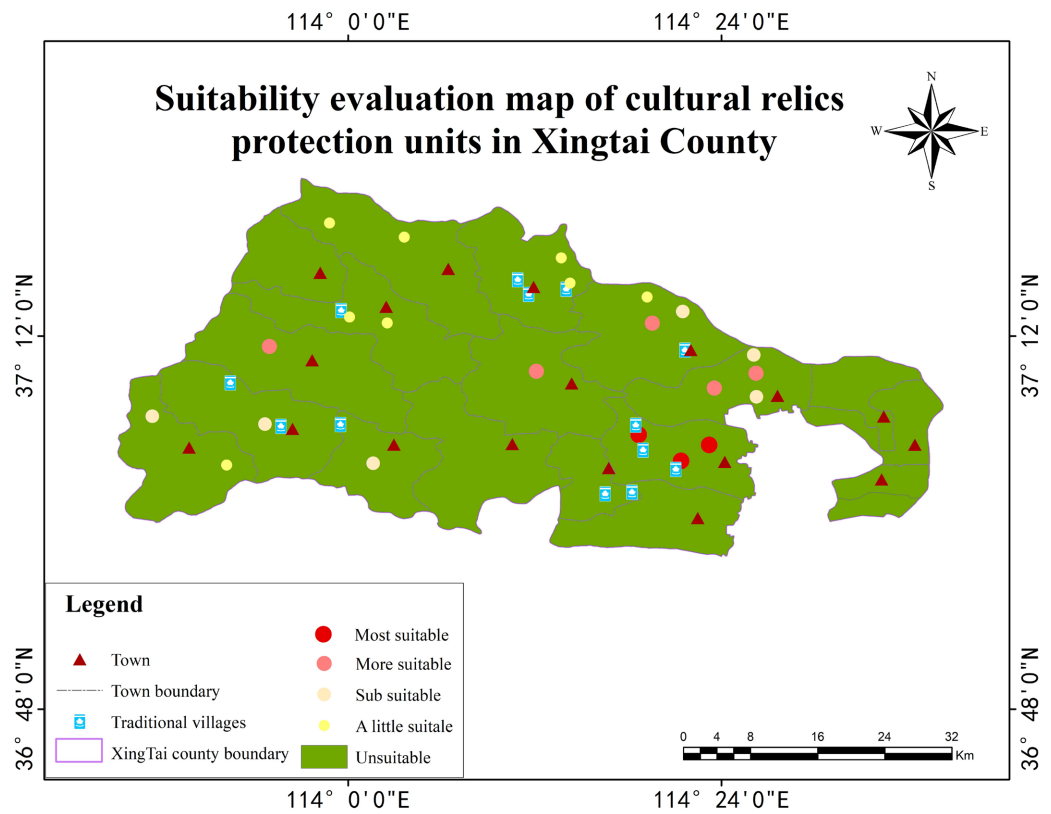 114° 0'0"E 114° 24'0"E
Suitability evaluation map of cultural relics
protection units in Xingtai County
N
W E
S
37° 12'0"N
37° 12'0"N
36° 48'0"N
36° 48'0"N
Legend
Town
Town boundary
Traditional villages
XingTai county boundary
Most suitable
More suitable
Sub suitable
A little suitale
Unsuitable
0 4 8 16 24 32
Km
114° 0'0"E 114° 24'0"E